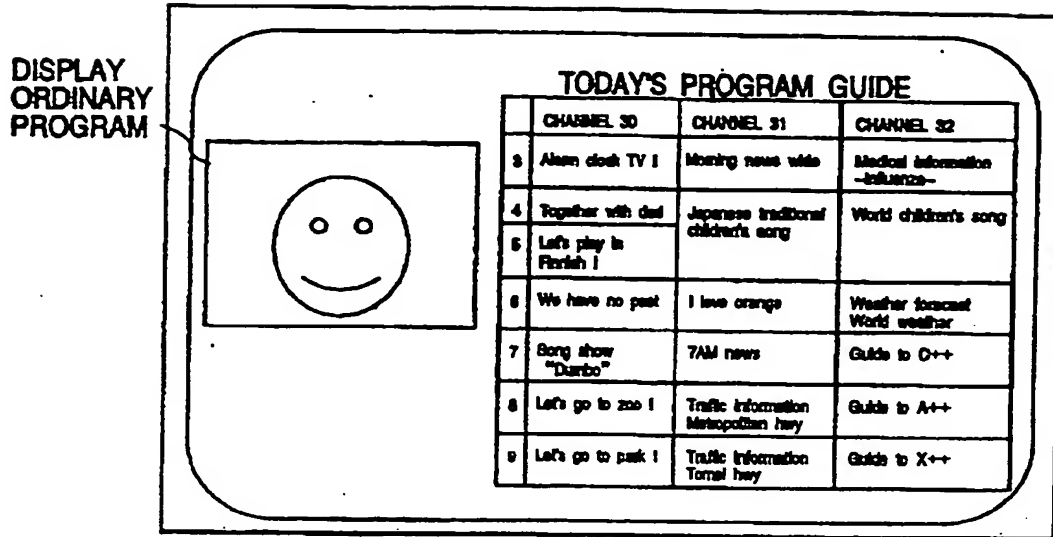 DISPLAY
ORDINARY
PROGRAM
TODAY'S PROGRAM GUIDE
CHANNEL 30 CHANNEL 31 CHANNEL 32
3 Alarm clock TV ! Morning news wide Medical information
-Influenza-
4 Together with dad Japanese traditional World children's song
children's song
5 Let's play in
Finnish !
6 We have no past I love orange Weather forecast
World weather
7 Song show 7AM news Guide to C++
"Dumbo"
8 Let's go to zoo ! Traffic information Guide to A++
Metropolitan hwy
9 Let's go to park ! Traffic information Guide to X++
Tomei hwy